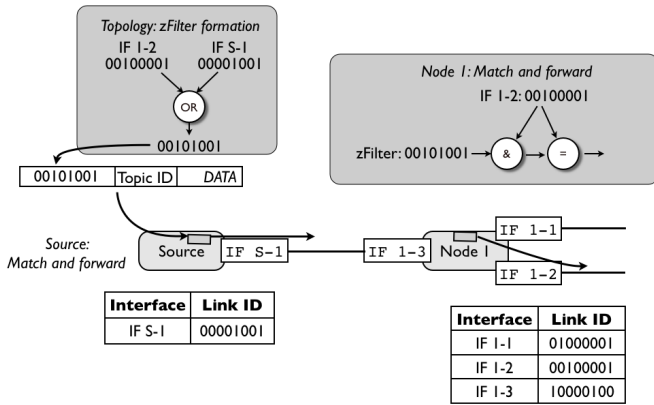 Topology: zFilter formation
IF 1-2 IF S-1
00100001 00001001
OR
00101001
00101001 Topic ID DATA
Node 1: Match and forward
IF 1-2: 00100001
zFilter: 00101001 & =
Source:
Match and forward
Source IF S-1 IF 1-3 Node 1 IF 1-1
IF 1-2
Interface Link ID
IF S-1 00001001
Interface Link ID
IF 1-1 01000001
IF 1-2 00100001
IF 1-3 10000100